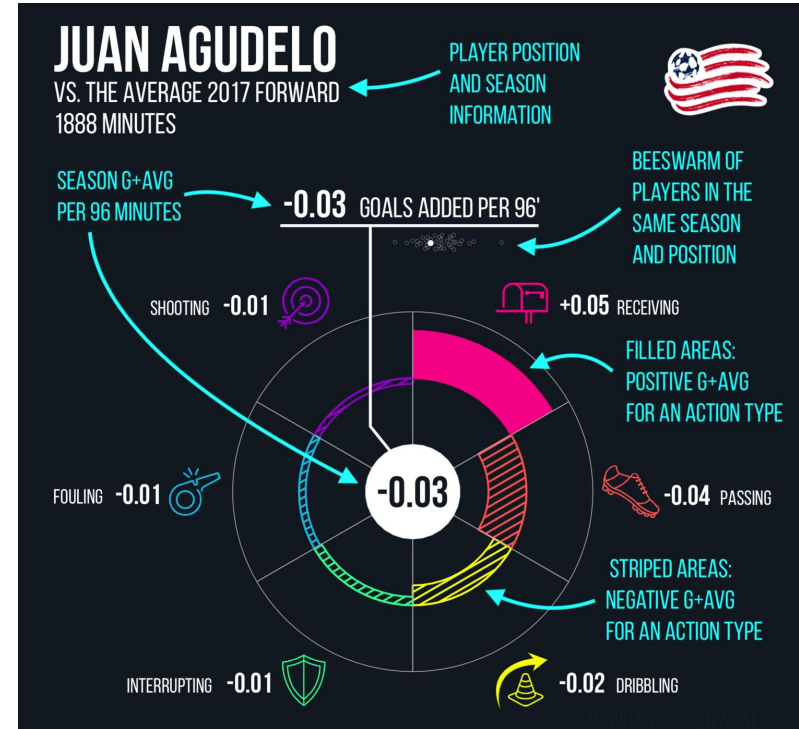 JUAN AGUDELO
VS. THE AVERAGE 2017 FORWARD
1888 MINUTES
PLAYER POSITION
AND SEASON
INFORMATION
SEASON G+AVG
PER 96 MINUTES
-0.03 GOALS ADDED PER 96'
BEESWARM OF
PLAYERS IN THE
SAME SEASON
AND POSITION
SHOOTING -0.01
+0.05 RECEIVING
FILLED AREAS:
POSITIVE G+AVG
FOR AN ACTION TYPE
FOULING -0.01
-0.03
-0.04 PASSING
STRIPED AREAS:
NEGATIVE G+AVG
FOR AN ACTION TYPE
INTERRUPTING -0.01
-0.02 DRIBBLING
AMERICAN SOCCER ANALYSIS